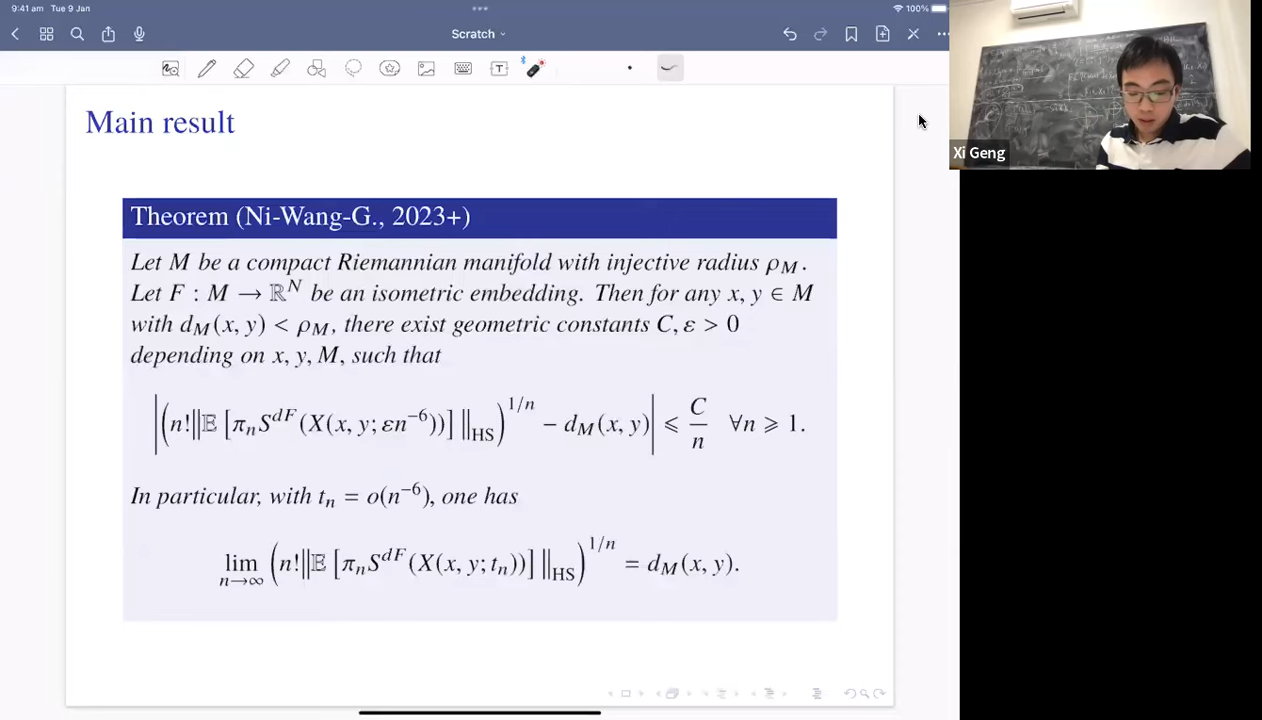 9:41 am Tue 9 Jan
100%
Scratch
Main result
Theorem (Ni-Wang-G., 2023+)
Let M be a compact Riemannian manifold with injective radius ρ_M.
Let F : M → ℝ^N be an isometric embedding. Then for any x, y ∈ M
with d_M(x, y) < ρ_M, there exist geometric constants C, ε > 0
depending on x, y, M, such that
|(n!‖𝔼[π_n S^{dF}(X(x, y; εn^{-6}))]‖_HS)^{1/n} − d_M(x, y)| ⩽ C/n ∀n ⩾ 1.
In particular, with t_n = o(n^{-6}), one has
lim_{n→∞} (n!‖𝔼[π_n S^{dF}(X(x, y; t_n))]‖_HS)^{1/n} = d_M(x, y).
Xi Geng